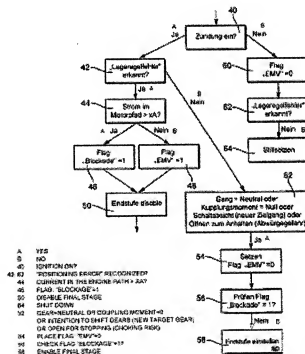 40
A
Ja
Zündung ein?
B
Nein
42
„Lageregelfehler"
erkannt?
Flag
„EMV"=0
60
Ja A
B
Nein
44
Strom im
Motorpfad > xA?
62
„Lageregelfehler"
erkannt?
A Ja
Nein B
Flag
„Blockade" =1
Flag
„EMV" =1
64
Stillsetzen
46
48
50
Endstufe disable
52
Gang = Neutral oder
Kupplungsmoment = Null oder
Schaltabsicht (neuer Zielgang) oder
Öffnen zum Anhalten (Abwürgegefahr)
Ja A
54
Setzen
Flag „EMV"=0
56
Prüfen Flag
„Blockade" = 1?
Nein B
58
Endstufe einstellen
A YES
B NO
40 IGNITION ON?
42 62 "POSITIONING ERROR" RECOGNIZED?
44 CURRENT IN THE ENGINE PATH > XA?
46 FLAG, "BLOCKAGE"=1
50 DISABLE FINAL STAGE
64 SHUT DOWN
52 GEAR=NEUTRAL OR COUPLING MOMENT=0
OR INTENTION TO SHIFT GEARS (NEW TARGET GEAR)
OR OPEN FOR STOPPING (CHOKING RISK)
54 PLACE FLAG "EMV"=0
56 CHECK FLAG "BLOCKAGE"=1?
58 ENABLE FINAL STAGE